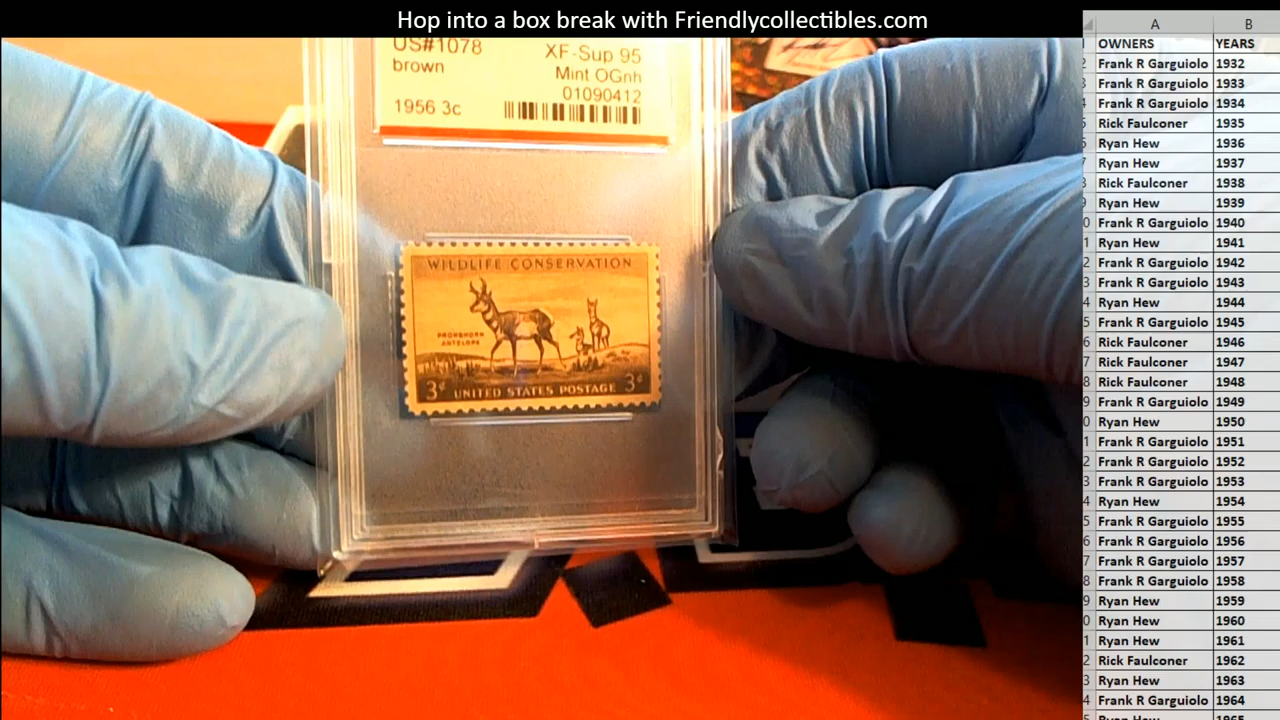 Hop into a box break with Friendlycollectibles.com
US#1078 XF-Sup 95
brown Mint OGnh
01090412
1956 3c
WILDLIFE CONSERVATION
PRONGHORN
ANTELOPE
3¢ UNITED STATES POSTAGE 3¢
A B
OWNERS YEARS
Frank R Garguiolo 1932
Frank R Garguiolo 1933
Frank R Garguiolo 1934
Rick Faulconer 1935
Ryan Hew 1936
Ryan Hew 1937
Rick Faulconer 1938
Ryan Hew 1939
Frank R Garguiolo 1940
Ryan Hew 1941
Frank R Garguiolo 1942
Frank R Garguiolo 1943
Ryan Hew 1944
Frank R Garguiolo 1945
Rick Faulconer 1946
Rick Faulconer 1947
Rick Faulconer 1948
Frank R Garguiolo 1949
Ryan Hew 1950
Frank R Garguiolo 1951
Frank R Garguiolo 1952
Frank R Garguiolo 1953
Ryan Hew 1954
Frank R Garguiolo 1955
Frank R Garguiolo 1956
Frank R Garguiolo 1957
Frank R Garguiolo 1958
Ryan Hew 1959
Ryan Hew 1960
Ryan Hew 1961
Rick Faulconer 1962
Ryan Hew 1963
Frank R Garguiolo 1964
Ryan Hew 1965